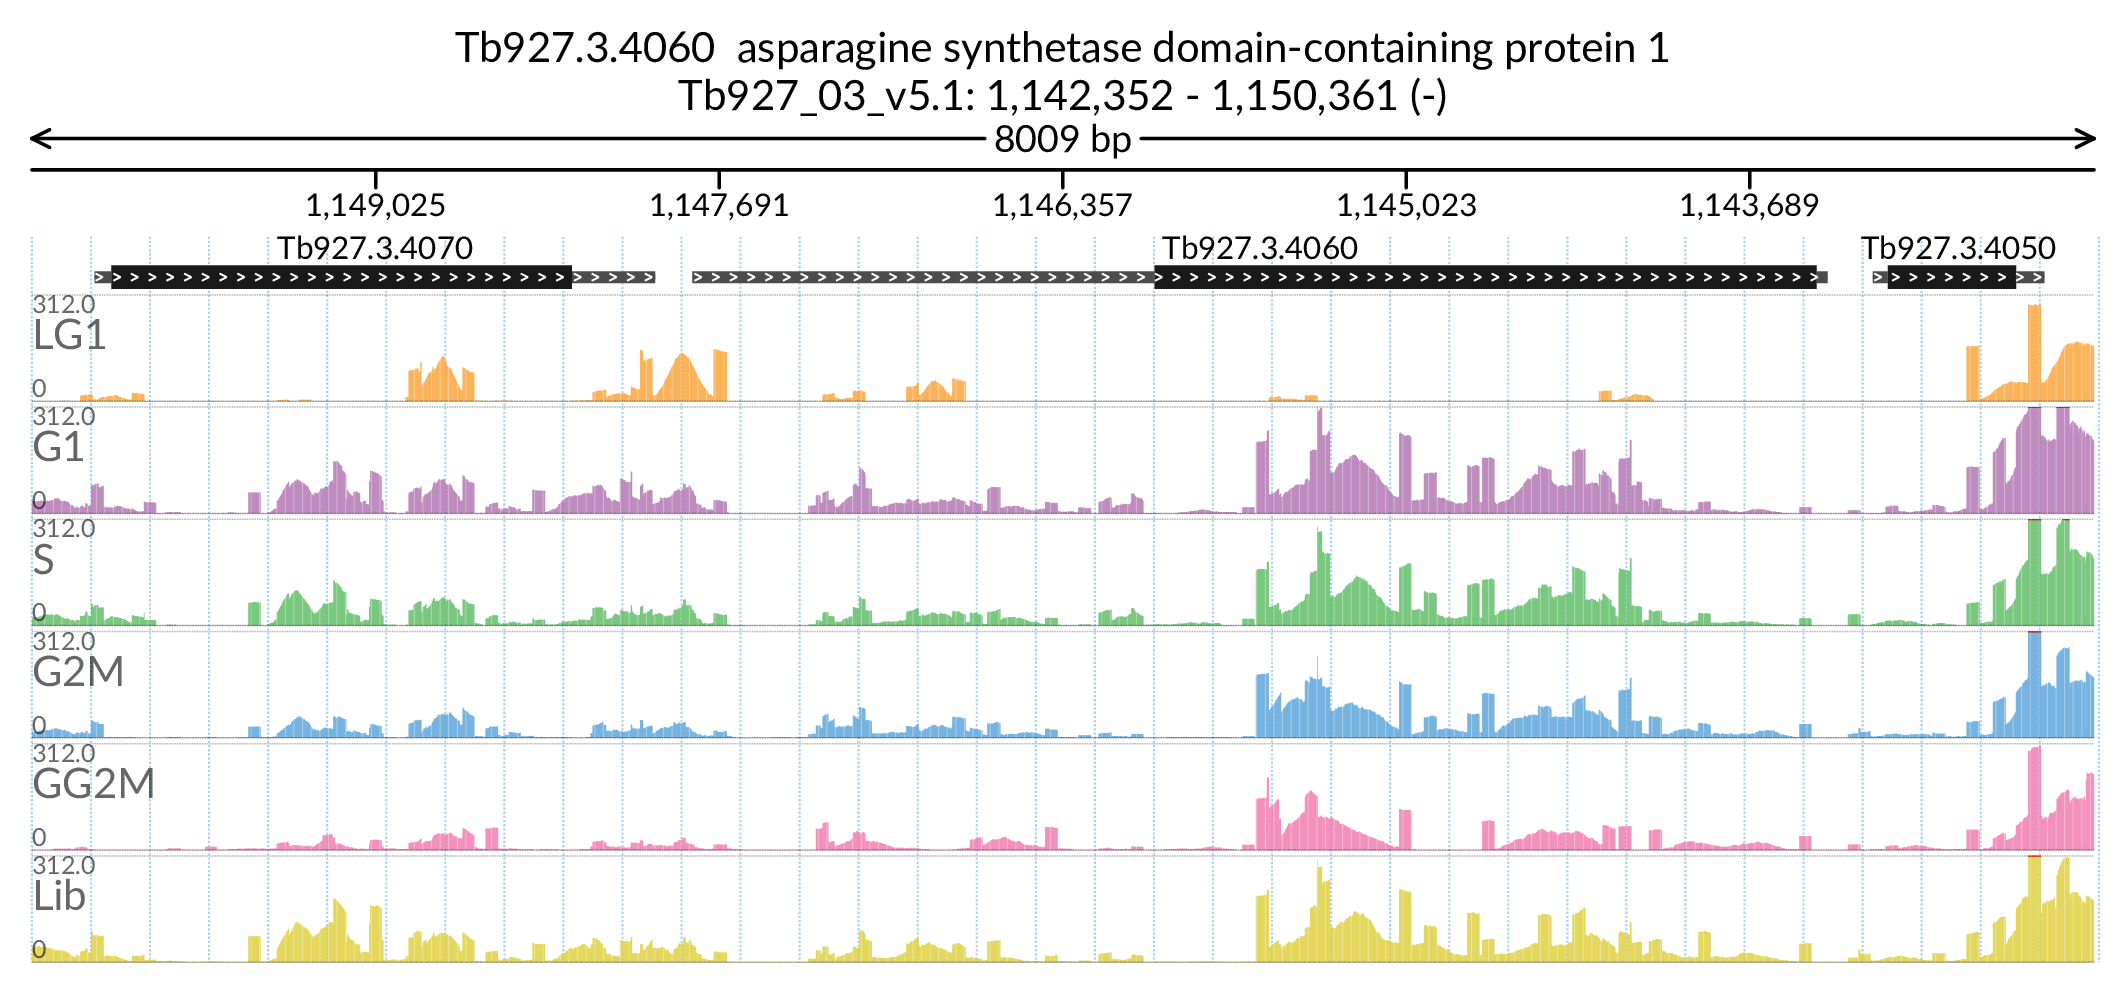 Tb927.3.4060  asparagine synthetase domain-containing protein 1
Tb927_03_v5.1: 1,142,352 - 1,150,361 (-)
8009 bp
1,149,025 1,147,691 1,146,357 1,145,023 1,143,689
Tb927.3.4070 Tb927.3.4060 Tb927.3.4050
312.0
LG1
0
312.0
G1
0
312.0
S
0
312.0
G2M
0
312.0
GG2M
0
312.0
Lib
0